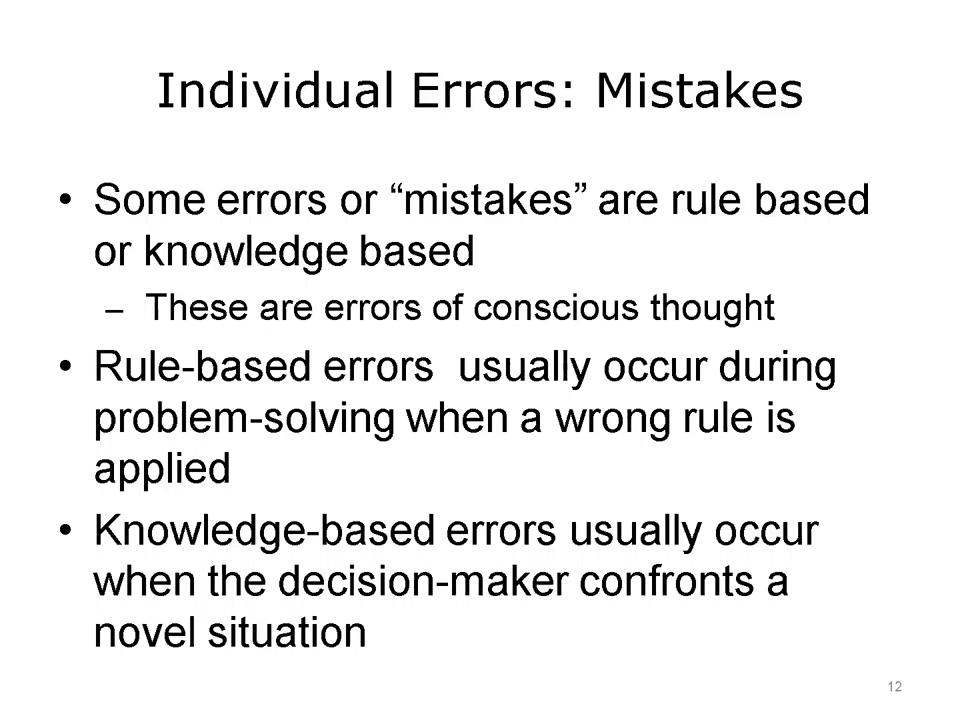 Individual Errors: Mistakes
• Some errors or “mistakes” are rule based
or knowledge based
– These are errors of conscious thought
• Rule-based errors  usually occur during
problem-solving when a wrong rule is
applied
• Knowledge-based errors usually occur
when the decision-maker confronts a
novel situation
12